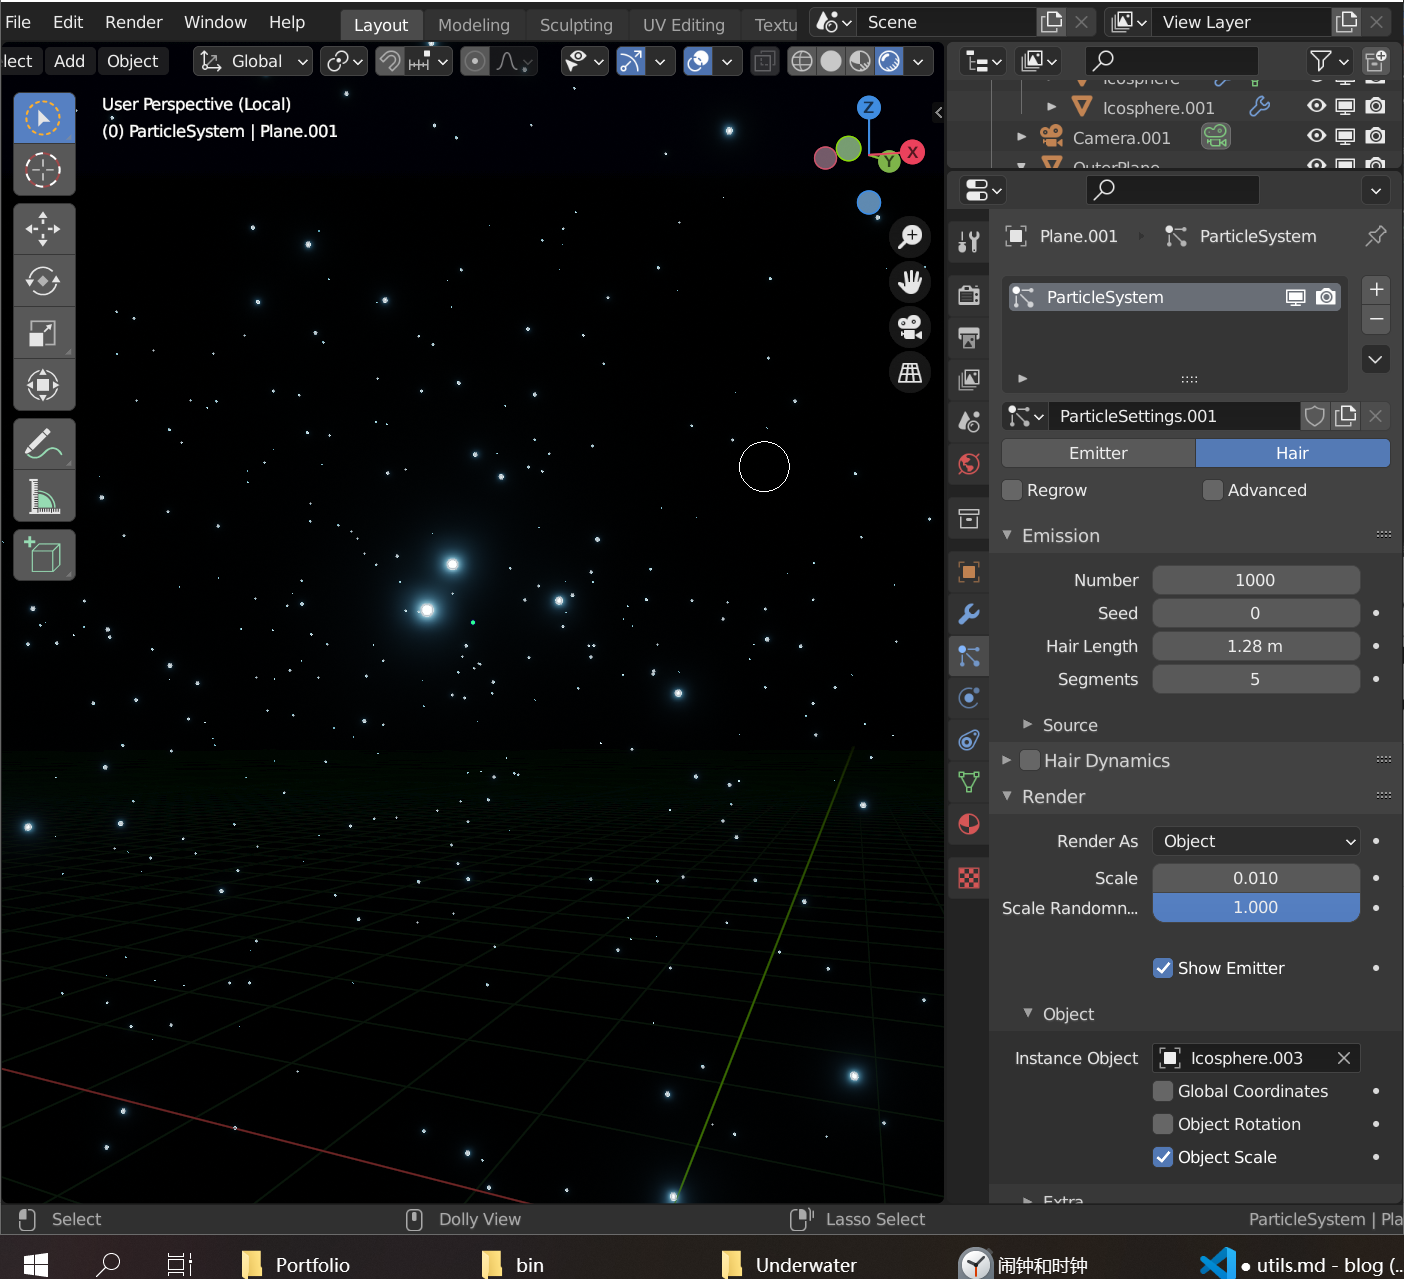 File Edit Render Window Help Layout Modeling Sculpting UV Editing Textu Scene View Layer
lect Add Object Global
User Perspective (Local)
(0) ParticleSystem | Plane.001
Z
X
Y
Icosphere
Icosphere.001
Camera.001
OuterPlane
Plane.001 ParticleSystem
ParticleSystem
ParticleSettings.001
Emitter Hair
Regrow Advanced
Emission
Number 1000
Seed 0
Hair Length 1.28 m
Segments 5
Source
Hair Dynamics
Render
Render As Object
Scale 0.010
Scale Randomn... 1.000
Show Emitter
Object
Instance Object Icosphere.003
Global Coordinates
Object Rotation
Object Scale
Extra
Select Dolly View Lasso Select ParticleSystem | Pla
Portfolio bin Underwater 闹钟和时钟 ● utils.md - blog (...